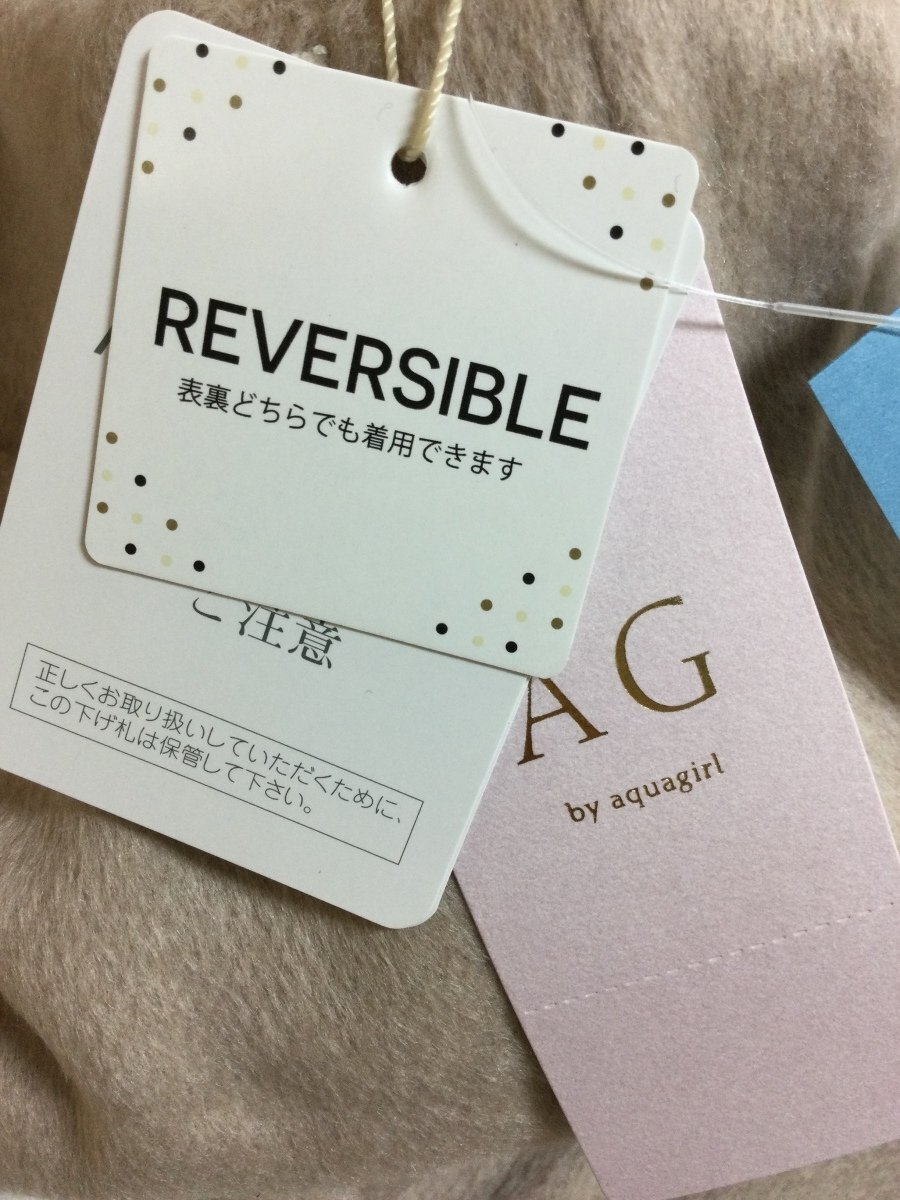 REVERSIBLE
表裏どちらでも着用できます
ご注意
正しくお取り扱いしていただくために、
この下げ札は保管して下さい。
AG
by aquagirl